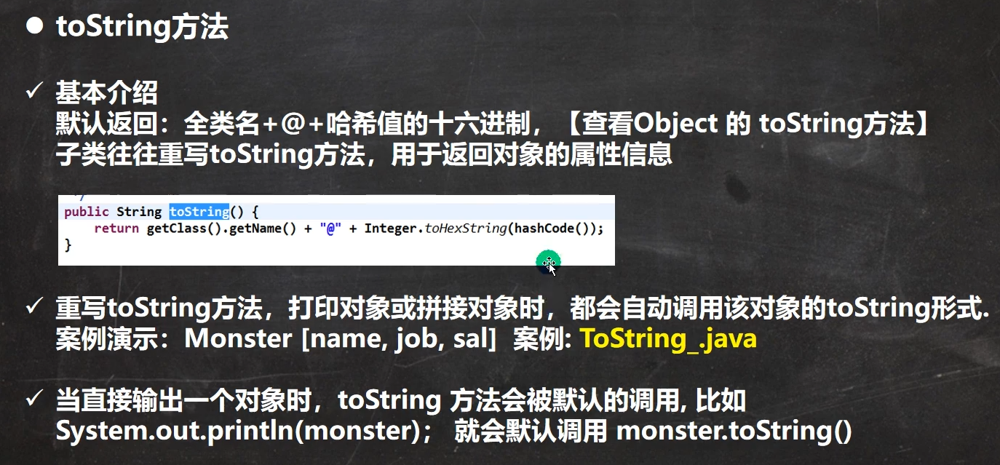 ● toString方法
✓ 基本介绍
默认返回：全类名+@+哈希值的十六进制，【查看Object 的 toString方法】
子类往往重写toString方法，用于返回对象的属性信息
*/
public String toString() {
return getClass().getName() + "@" + Integer.toHexString(hashCode());
}
✓ 重写toString方法，打印对象或拼接对象时，都会自动调用该对象的toString形式.
案例演示：Monster [name, job, sal] 案例: ToString_.java
✓ 当直接输出一个对象时，toString 方法会被默认的调用, 比如
System.out.println(monster)； 就会默认调用 monster.toString()